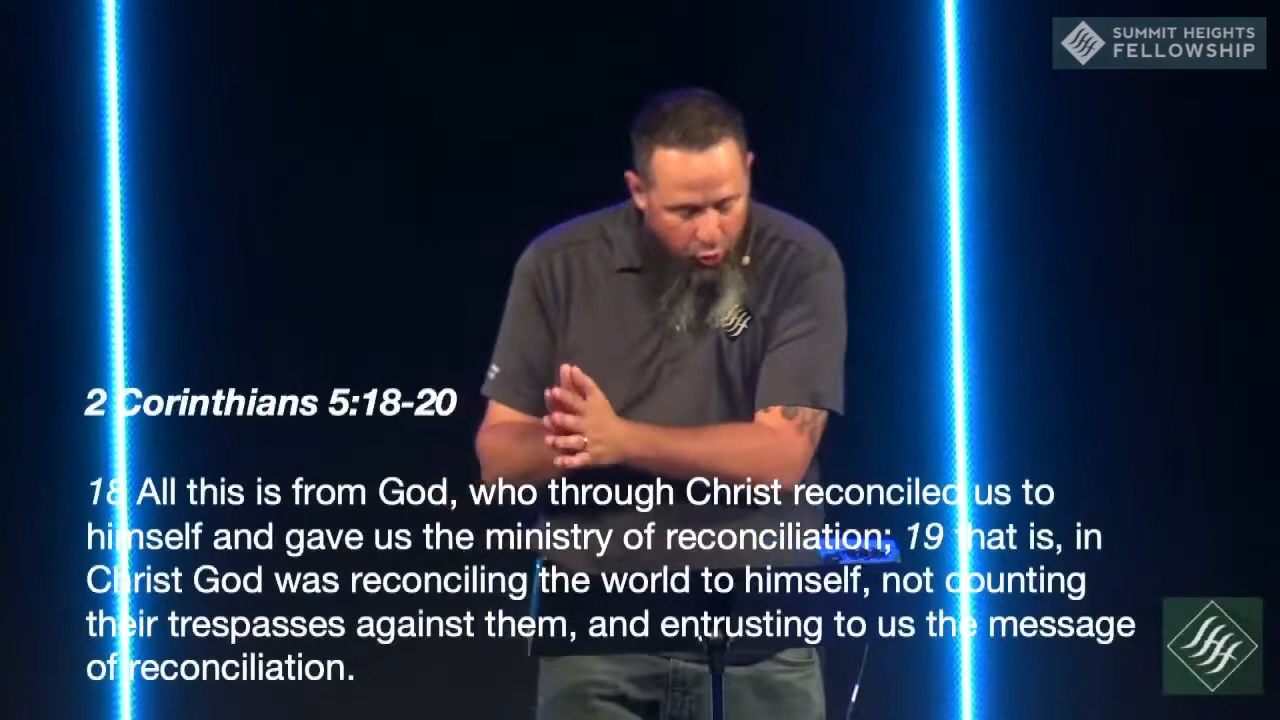 SUMMIT HEIGHTS
FELLOWSHIP
2 Corinthians 5:18-20
18 All this is from God, who through Christ reconciled us to
himself and gave us the ministry of reconciliation; 19 that is, in
Christ God was reconciling the world to himself, not counting
their trespasses against them, and entrusting to us the message
of reconciliation.